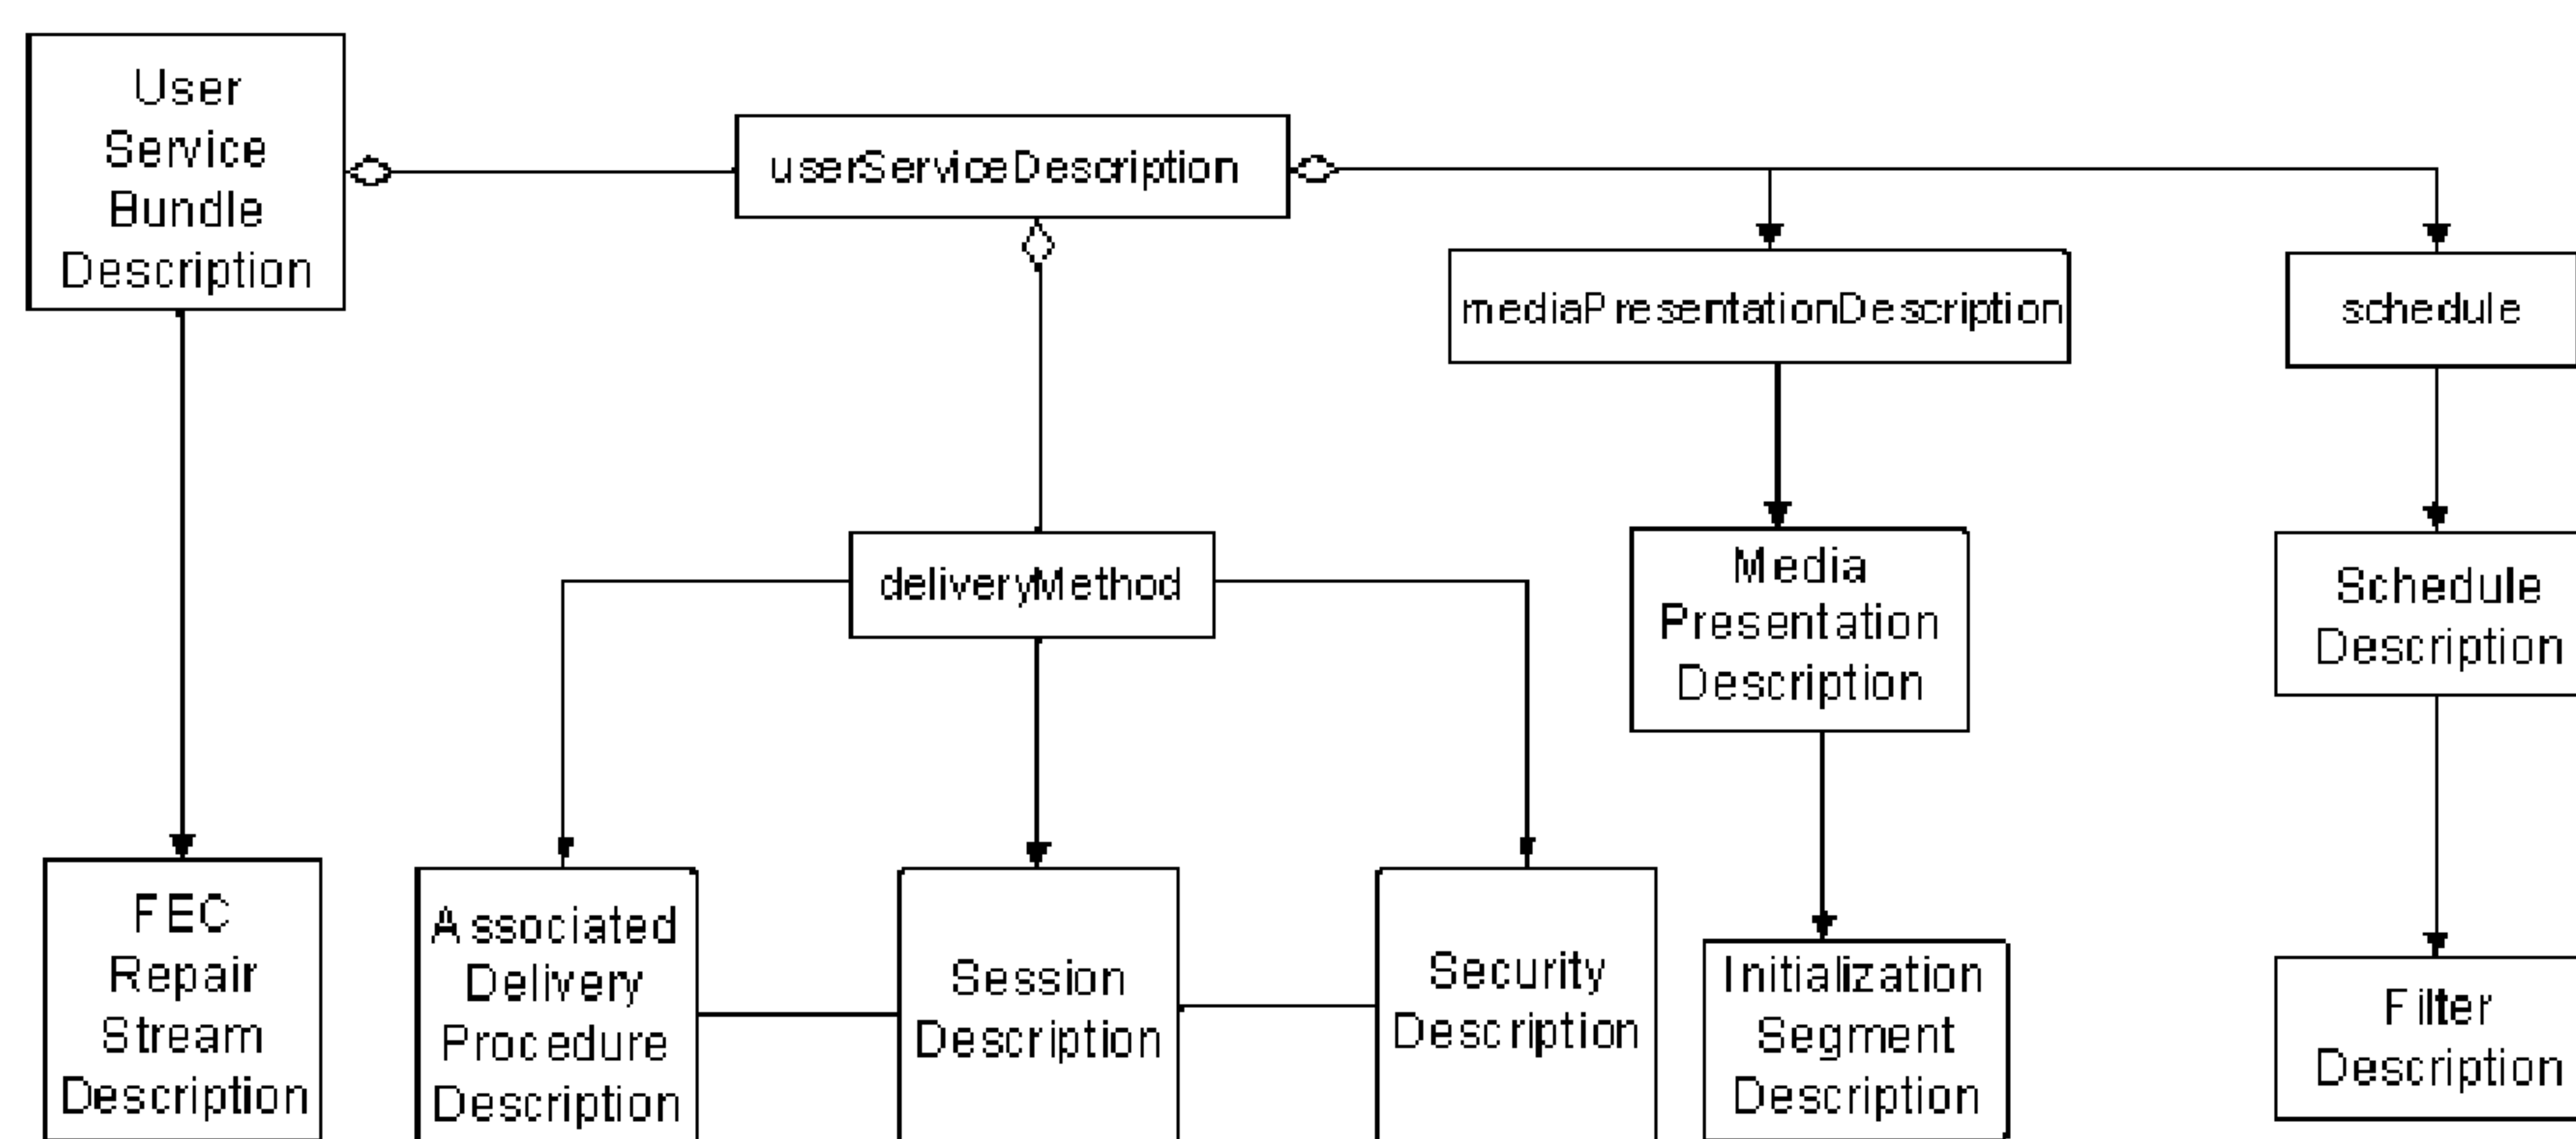 User
Service
Bundle
Description
userServiceDescription
mediaPresentationDescription
schedule
deliveryMethod
Media
Presentation
Description
Schedule
Description
FEC
Repair
Stream
Description
Associated
Delivery
Procedure
Description
Session
Description
Security
Description
Initialization
Segment
Description
Filter
Description